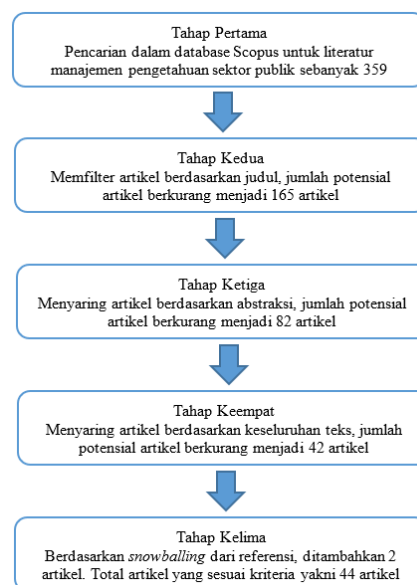 Tahap Pertama
Pencarian dalam database Scopus untuk literatur
manajemen pengetahuan sektor publik sebanyak 359
Tahap Kedua
Memfilter artikel berdasarkan judul, jumlah potensial
artikel berkurang menjadi 165 artikel
Tahap Ketiga
Menyaring artikel berdasarkan abstraksi, jumlah potensial
artikel berkurang menjadi 82 artikel
Tahap Keempat
Menyaring artikel berdasarkan keseluruhan teks, jumlah
potensial artikel berkurang menjadi 42 artikel
Tahap Kelima
Berdasarkan snowballing dari referensi, ditambahkan 2
artikel. Total artikel yang sesuai kriteria yakni 44 artikel